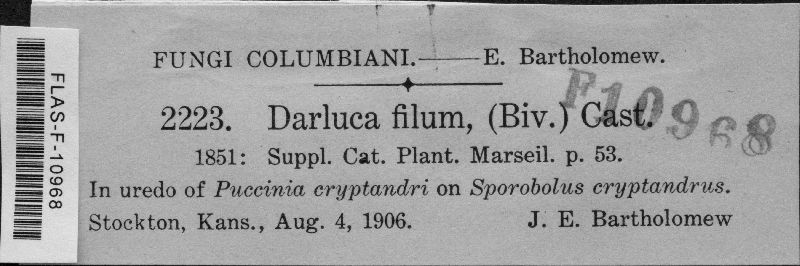 FUNGI COLUMBIANI.——E. Bartholomew.
2223. Darluca filum, (Biv.) Cast.
F10968
1851: Suppl. Cat. Plant. Marseil. p. 53.
In uredo of Puccinia cryptandri on Sporobolus cryptandrus.
Stockton, Kans., Aug. 4, 1906. J. E. Bartholomew
FLAS-F-10968